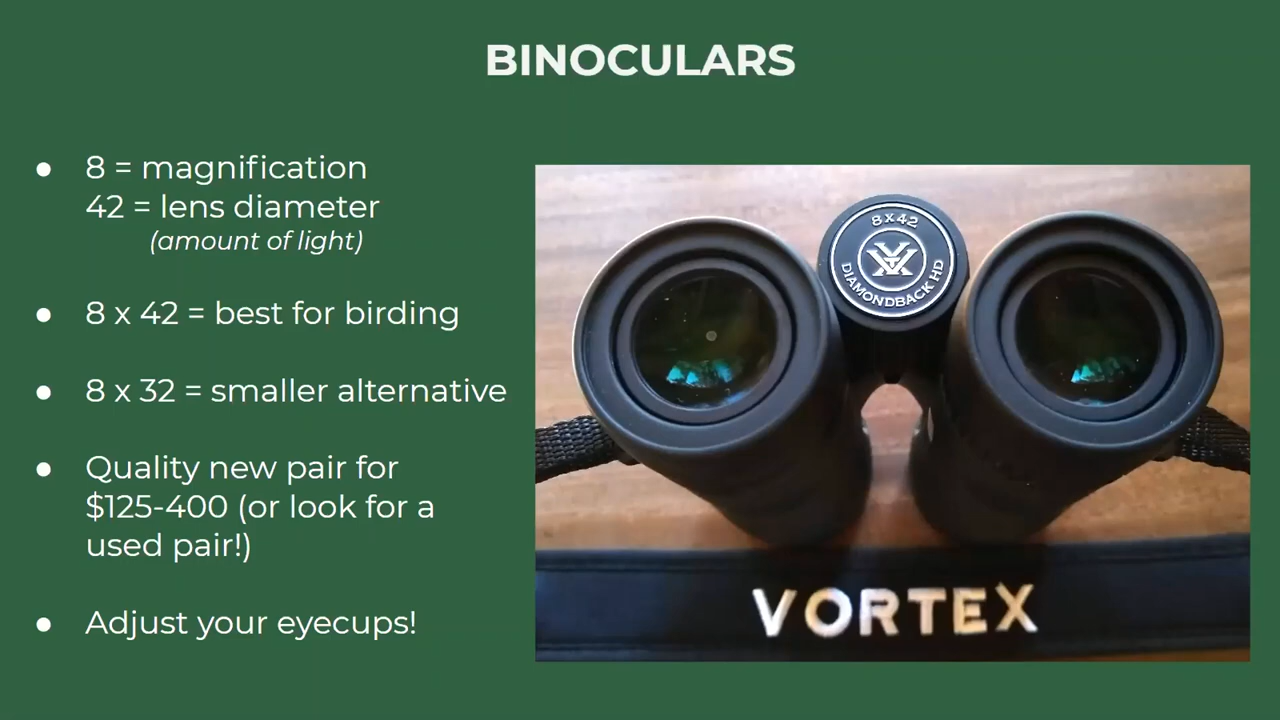 BINOCULARS
● 8 = magnification
42 = lens diameter
(amount of light)
● 8 x 42 = best for birding
● 8 x 32 = smaller alternative
● Quality new pair for
$125-400 (or look for a
used pair!)
● Adjust your eyecups!
8x42
DIAMONDBACK HD
VORTEX